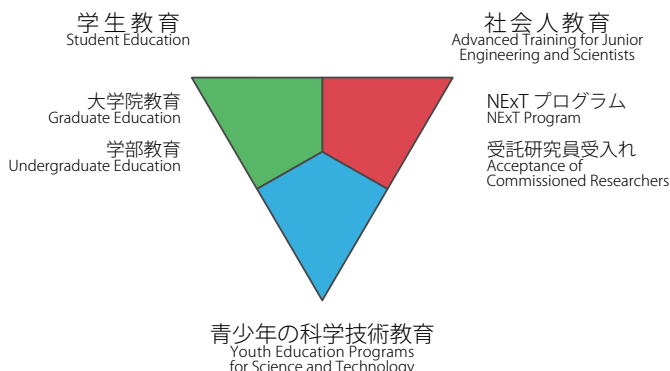 学生教育
Student Education
大学院教育
Graduate Education
学部教育
Undergraduate Education
社会人教育
Advanced Training for Junior
Engineering and Scientists
NExT プログラム
NExT Program
受託研究員受入れ
Acceptance of
Commissioned Researchers
青少年の科学技術教育
Youth Education Programs
for Science and Technology